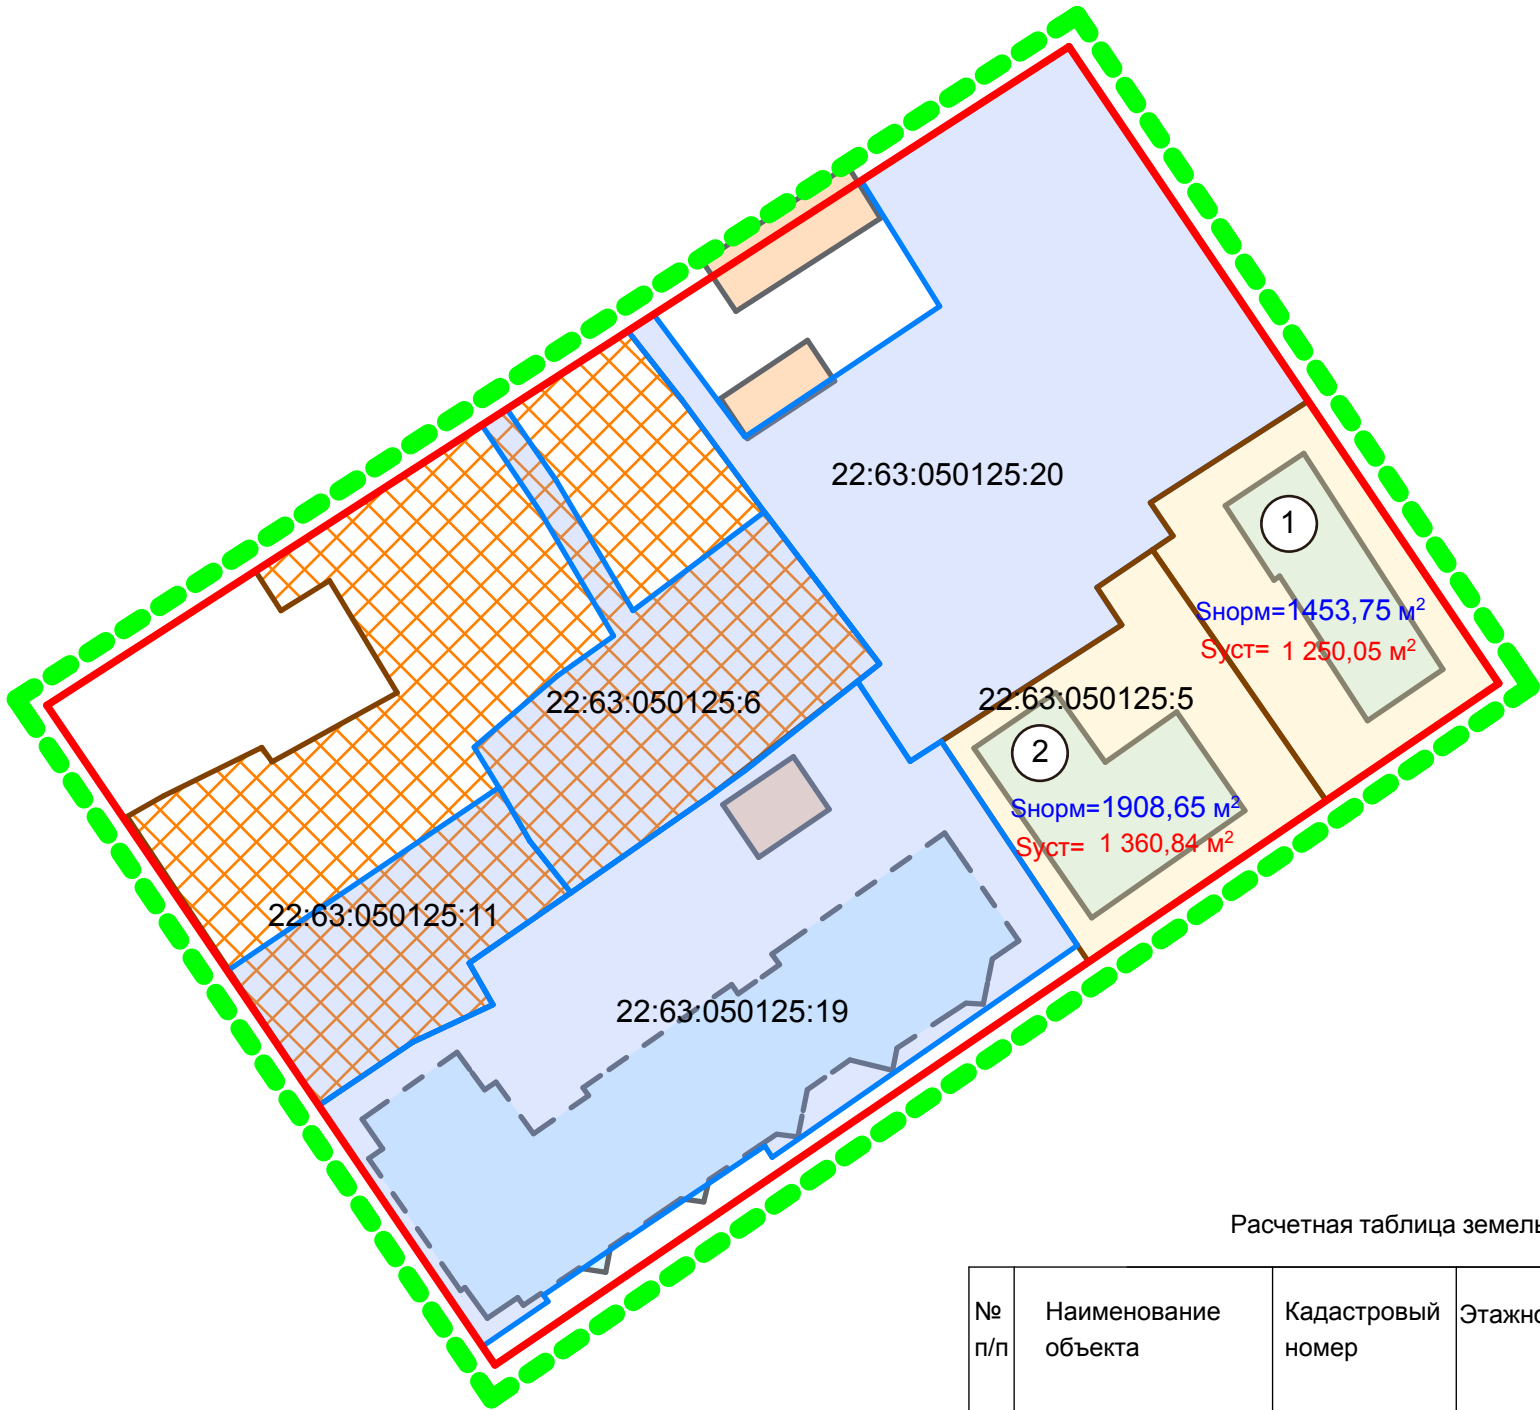 22:63:050125:20
1
Sнорм=1453,75 м²
Sуст= 1 250,05 м²
22:63:050125:6
22:63:050125:5
2
Sнорм=1908,65 м²
Sуст= 1 360,84 м²
22:63:050125:11
22:63:050125:19
Расчетная таблица земель
№ п/п
Наименование объекта
Кадастровый номер
Этажно